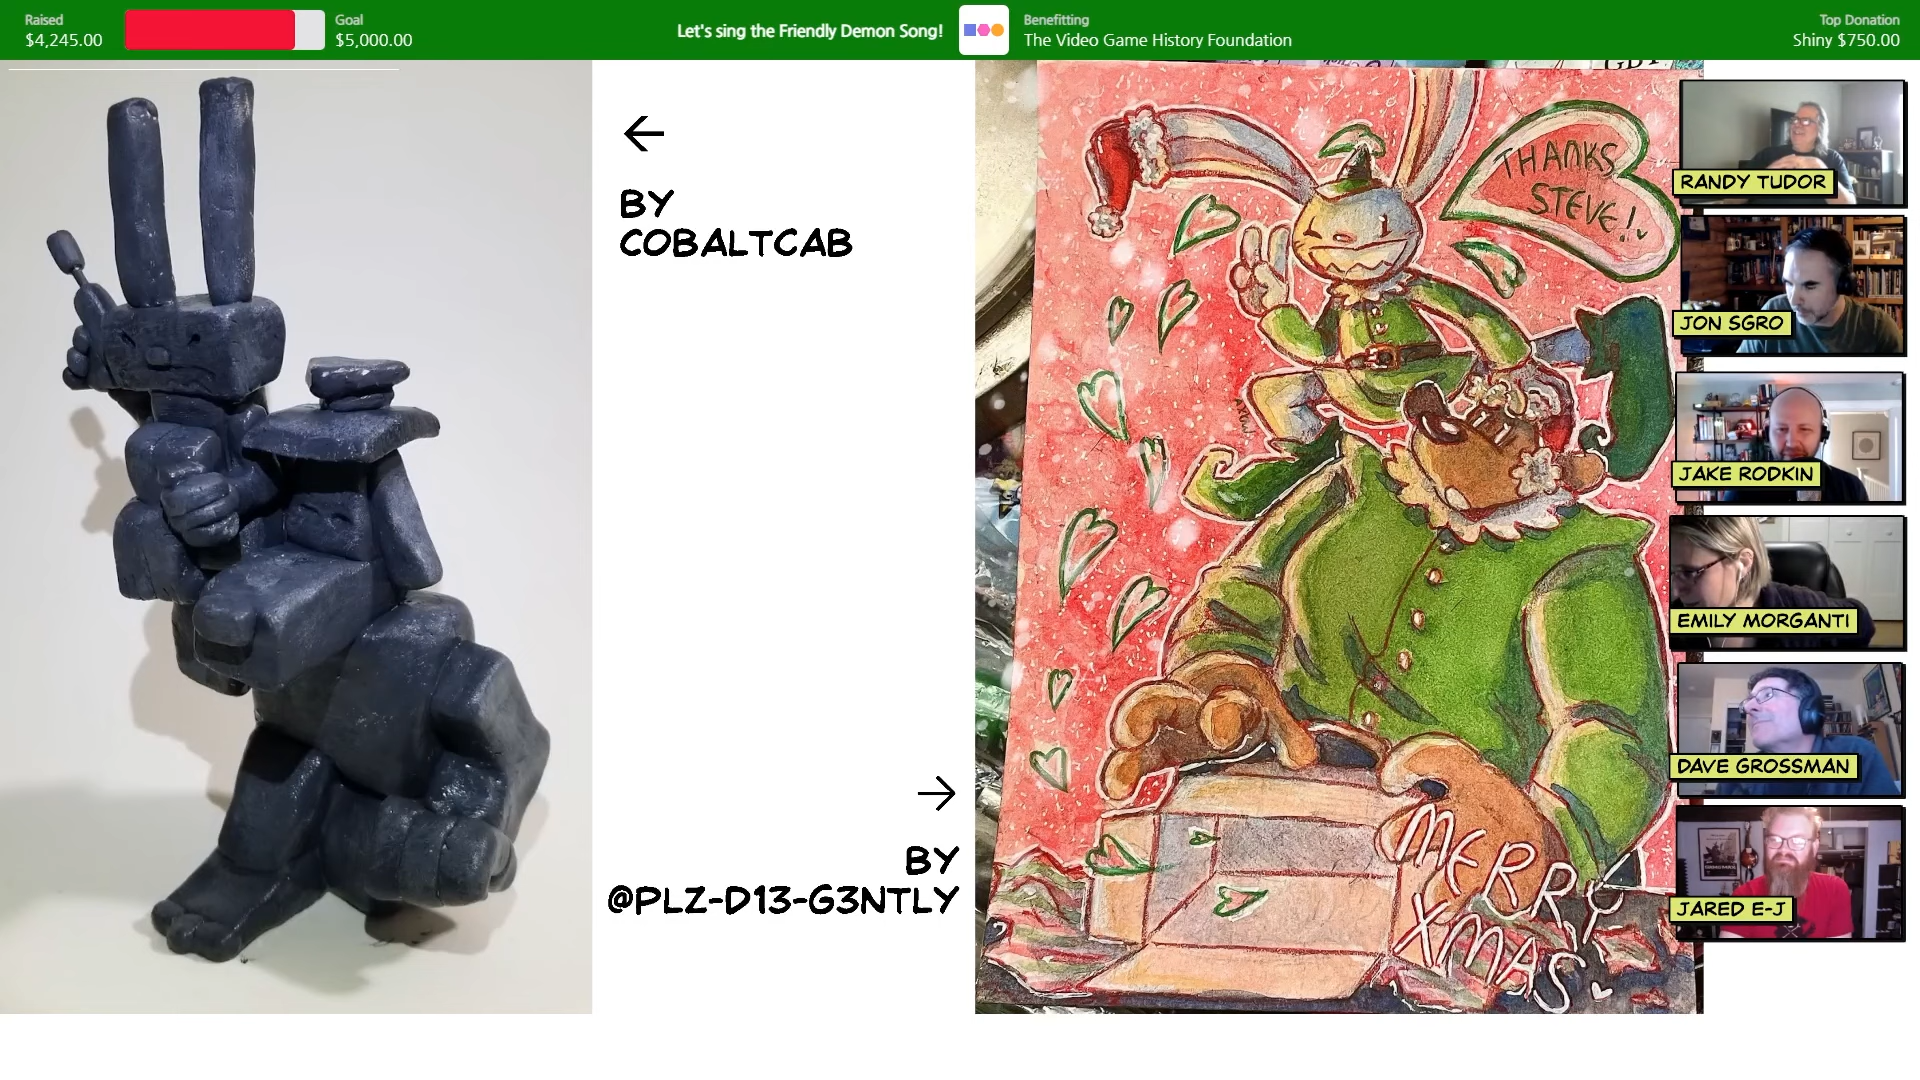 Raised
$4,245.00
Goal
$5,000.00
Let's sing the Friendly Demon Song!
Benefitting
The Video Game History Foundation
Top Donation
Shiny $750.00
←
BY
COBALTCAB
→
BY
@PLZ-D13-G3NTLY
THANKS
STEVE!
MERRY
XMAS
RANDY TUDOR
JON SGRO
JAKE RODKIN
EMILY MORGANTI
DAVE GROSSMAN
JARED E-J